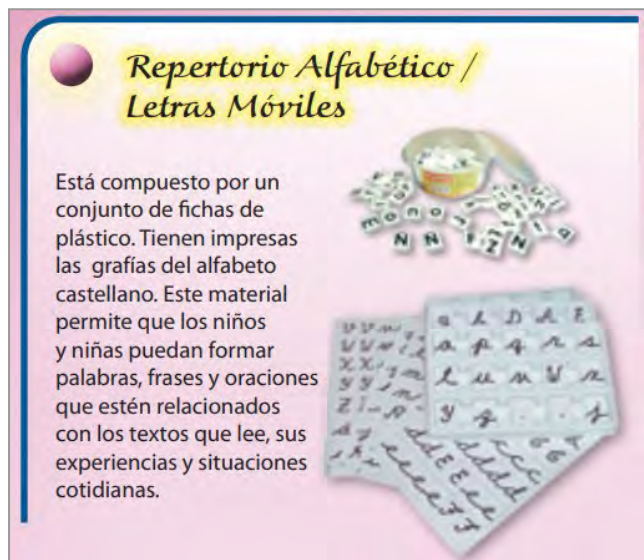 Repertorio Alfabético /
Letras Móviles
Está compuesto por un
conjunto de fichas de
plástico. Tienen impresas
las grafías del alfabeto
castellano. Este material
permite que los niños
y niñas puedan formar
palabras, frases y oraciones
que estén relacionados
con los textos que lee, sus
experiencias y situaciones
cotidianas.
m o n o r
Ñ Ñ
a b D A E
a p q r s
l u n V r
y z . . j